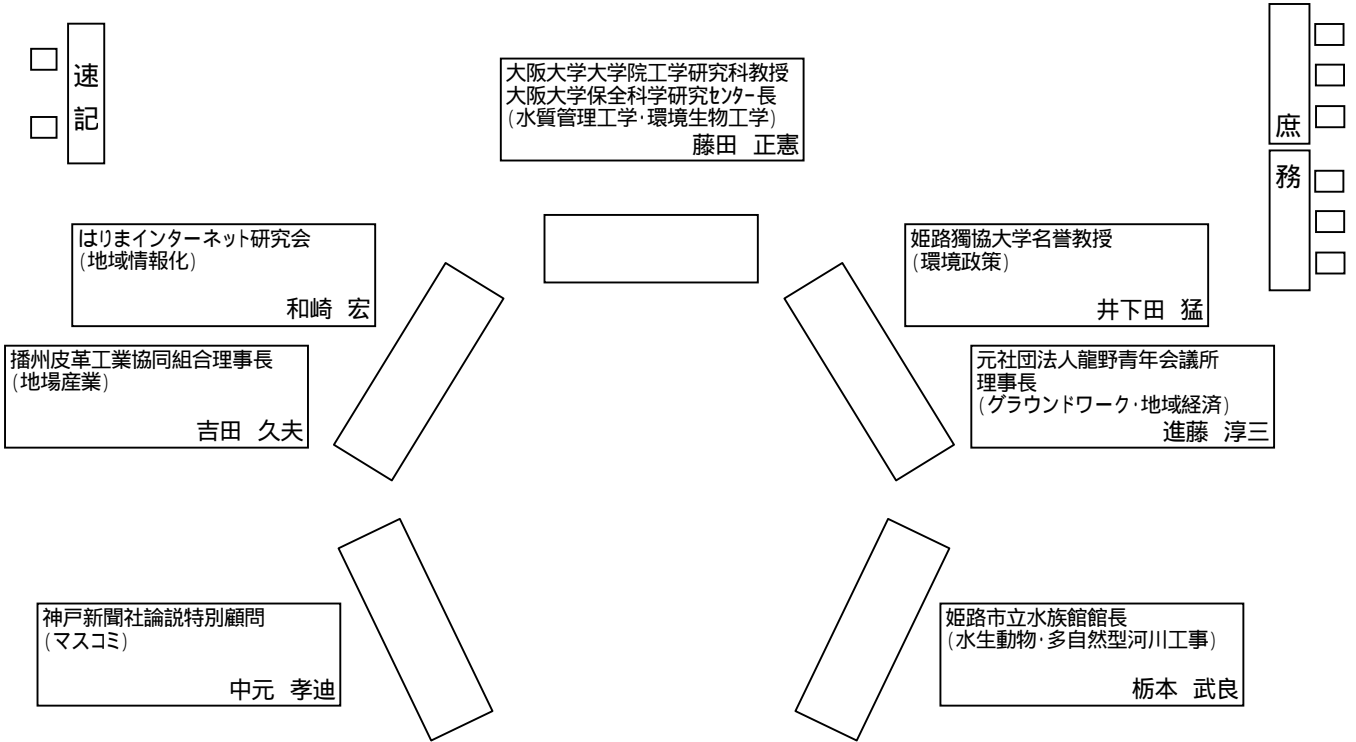 速記
庶務
大阪大学大学院工学研究科教授
大阪大学保全科学研究ｾﾝﾀｰ長
(水質管理工学･環境生物工学)
藤田 正憲
はりまインターネット研究会
(地域情報化)
和崎 宏
姫路獨協大学名誉教授
(環境政策)
井下田 猛
播州皮革工業協同組合理事長
(地場産業)
吉田 久夫
元社団法人龍野青年会議所
理事長
(グラウンドワーク･地域経済)
進藤 淳三
神戸新聞社論説特別顧問
(マスコミ)
中元 孝迪
姫路市立水族館館長
(水生動物･多自然型河川工事)
栃本 武良